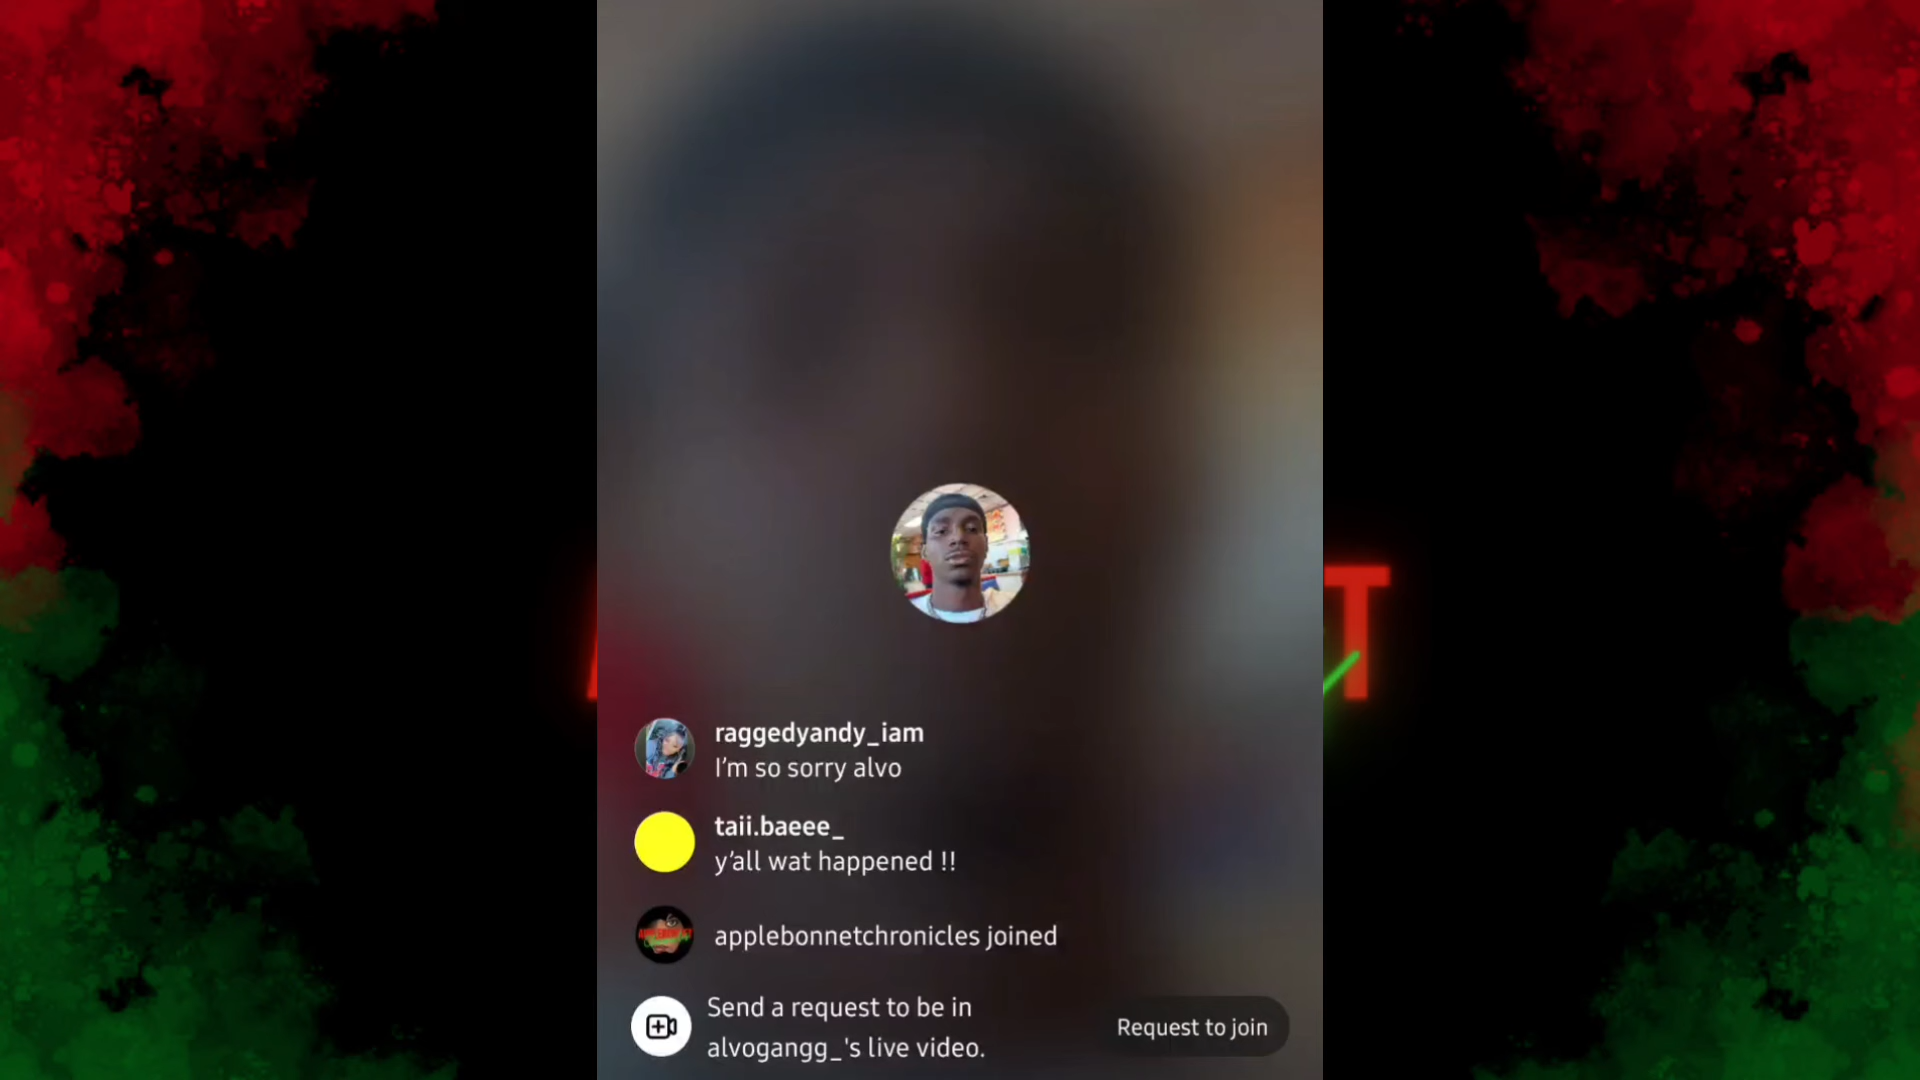 T
raggedyandy_iam
I'm so sorry alvo
taii.baeee_
y'all wat happened !!
applebonnetchronicles joined
Send a request to be in
alvogangg_'s live video.
Request to join